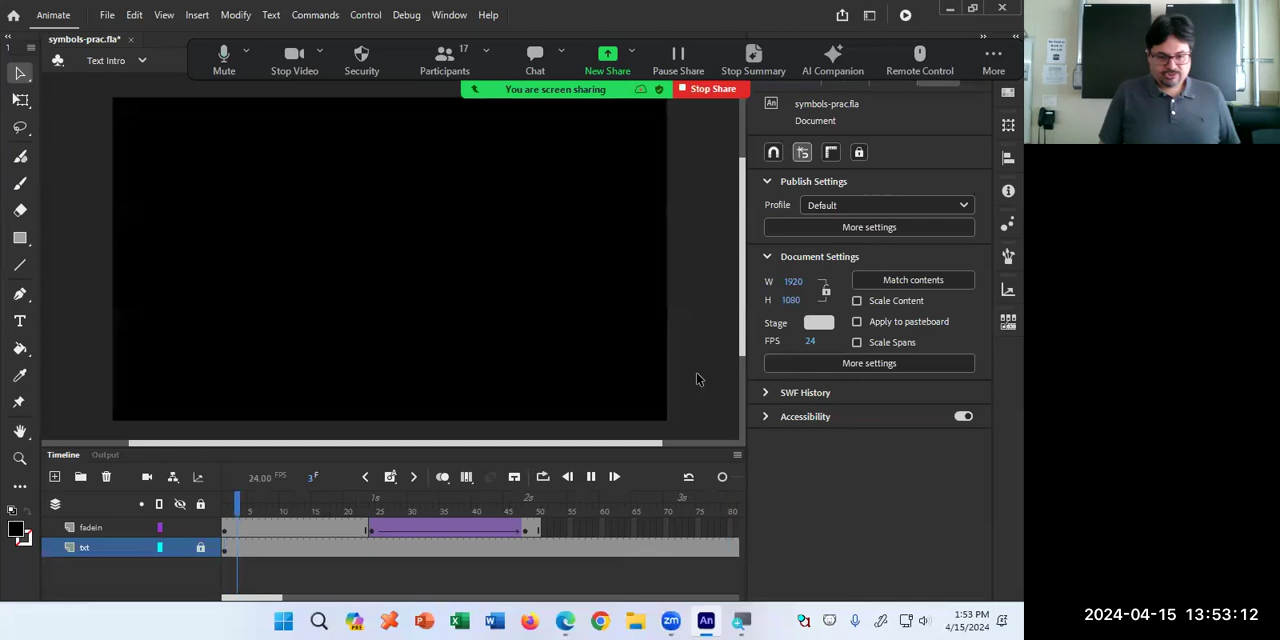 Animate File Edit View Insert Modify Text Commands Control Debug Window Help
symbols-prac.fla*
1
Text Intro
Mute Stop Video Security Participants 17 Chat New Share Pause Share Stop Summary AI Companion Remote Control More
You are screen sharing Stop Share
An symbols-prac.fla
Document
Publish Settings
Profile Default
More settings
Document Settings
W 1920 Match contents
H 1080 Scale Content
Stage Apply to pasteboard
FPS 24 Scale Spans
More settings
SWF History
Accessibility
Timeline Output
24.00 FPS 3 F
1s 2s 3s
5 10 15 20 25 30 35 40 45 50 55 60 65 70 75 80
fadein
txt
1:53 PM
4/15/2024
2024-04-15 13:53:12